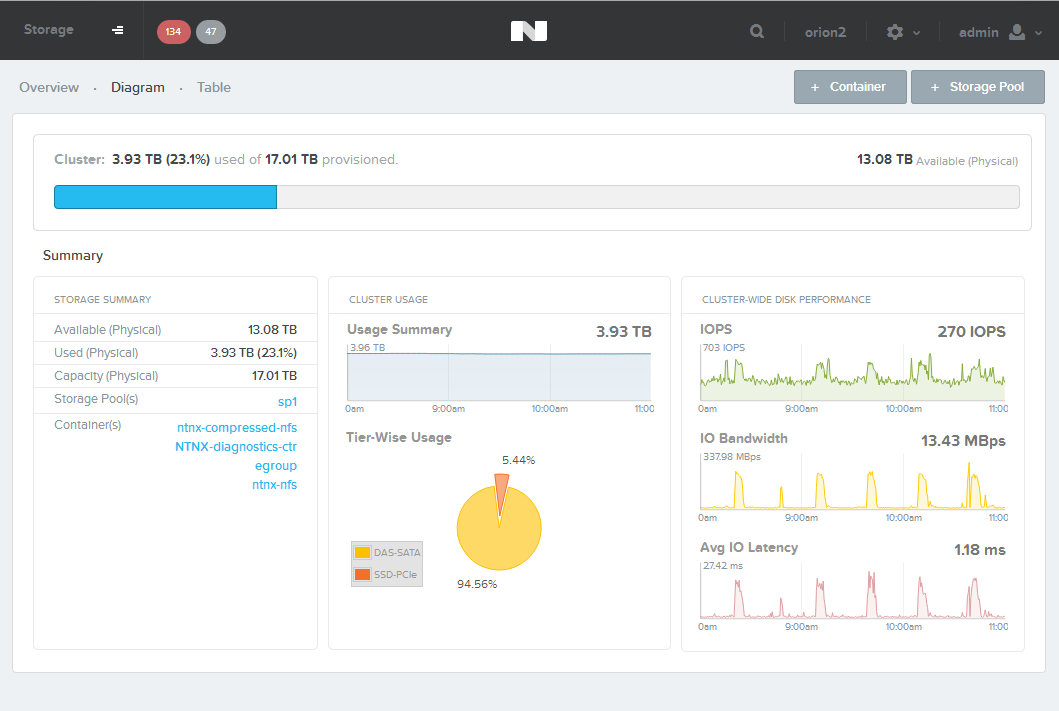 Storage 134 47 orion2 admin
Overview · Diagram · Table + Container + Storage Pool
Cluster: 3.93 TB (23.1%) used of 17.01 TB provisioned. 13.08 TB Available (Physical)
Summary
STORAGE SUMMARY
Available (Physical) 13.08 TB
Used (Physical) 3.93 TB (23.1%)
Capacity (Physical) 17.01 TB
Storage Pool(s) sp1
Container(s) ntnx-compressed-nfs
NTNX-diagnostics-ctr
egroup
ntnx-nfs
CLUSTER USAGE
Usage Summary 3.93 TB
3.96 TB
0am 9:00am 10:00am 11:00
Tier-Wise Usage
5.44%
DAS-SATA
SSD-PCIe
94.56%
CLUSTER-WIDE DISK PERFORMANCE
IOPS 270 IOPS
703 IOPS
0am 9:00am 10:00am 11:00
IO Bandwidth 13.43 MBps
337.98 MBps
0am 9:00am 10:00am 11:00
Avg IO Latency 1.18 ms
27.42 ms
0am 9:00am 10:00am 11:00